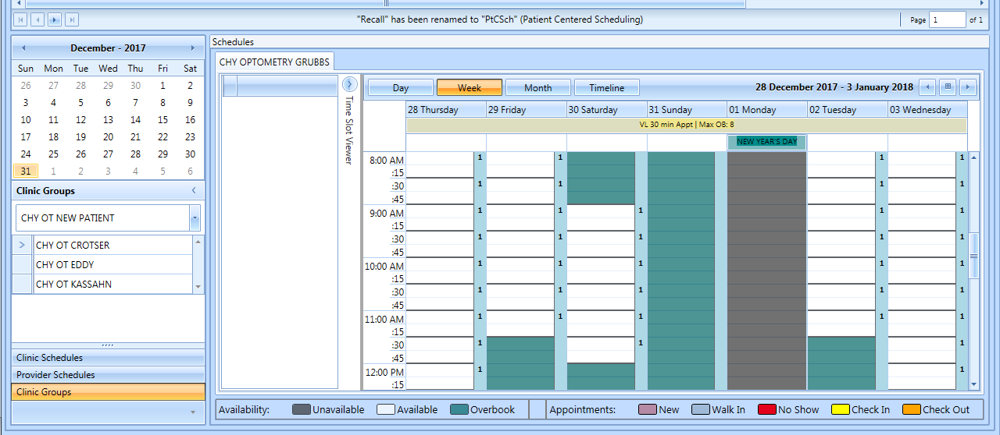 "Recall" has been renamed to "PtCSch" (Patient Centered Scheduling)
Page 1 of 1
December - 2017
Sun Mon Tue Wed Thu Fri Sat
26 27 28 29 30 1 2
3 4 5 6 7 8 9
10 11 12 13 14 15 16
17 18 19 20 21 22 23
24 25 26 27 28 29 30
31 1 2 3 4 5 6
Clinic Groups
CHY OT NEW PATIENT
CHY OT CROTSER
CHY OT EDDY
CHY OT KASSAHN
Clinic Schedules
Provider Schedules
Clinic Groups
Schedules
CHY OPTOMETRY GRUBBS
Time Slot Viewer
Day Week Month Timeline 28 December 2017 - 3 January 2018
28 Thursday 29 Friday 30 Saturday 31 Sunday 01 Monday 02 Tuesday 03 Wednesday
VL 30 min Appt | Max OB: 8
NEW YEAR'S DAY
8:00 AM 1 1 1 1
:15
:30 1 1 1 1
:45
9:00 AM 1 1 1 1 1
:15
:30 1 1 1 1 1
:45
10:00 AM 1 1 1 1 1
:15
:30 1 1 1 1 1
:45
11:00 AM 1 1 1 1 1
:15
:30 1 1 1
:45
12:00 PM 1 1
:15
Availability: Unavailable Available Overbook Appointments: New Walk In No Show Check In Check Out